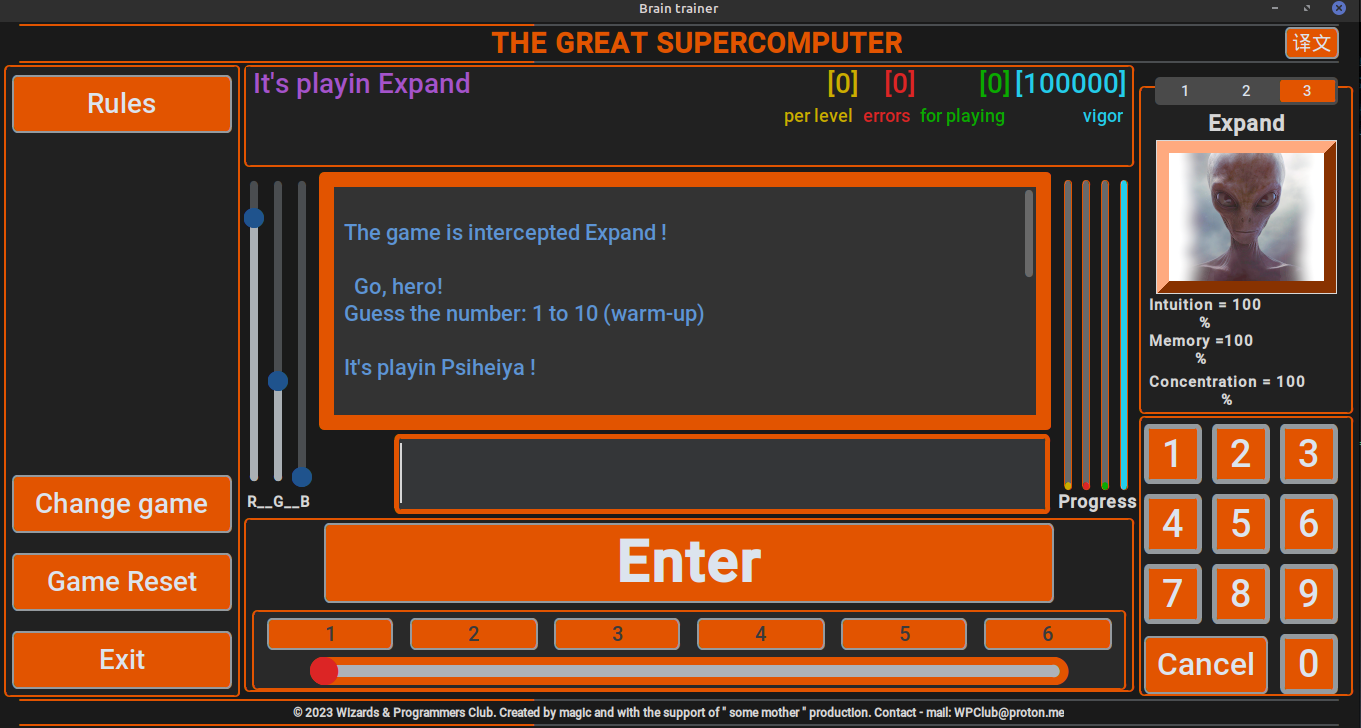 Brain trainer
THE GREAT SUPERCOMPUTER
译文
Rules
Change game
Game Reset
Exit
It's playin Expand
[0] [0] [0] [100000]
per level errors for playing vigor
R__G__B
The game is intercepted Expand !
Go, hero!
Guess the number: 1 to 10 (warm-up)
It's playin Psiheiya !
Progress
Enter
1 2 3 4 5 6
1 2 3
Expand
Intuition = 100
%
Memory =100
%
Concentration = 100
%
1 2 3
4 5 6
7 8 9
Cancel 0
© 2023 Wizards & Programmers Club. Created by magic and with the support of " some mother " production. Contact - mail: WPClub@proton.me